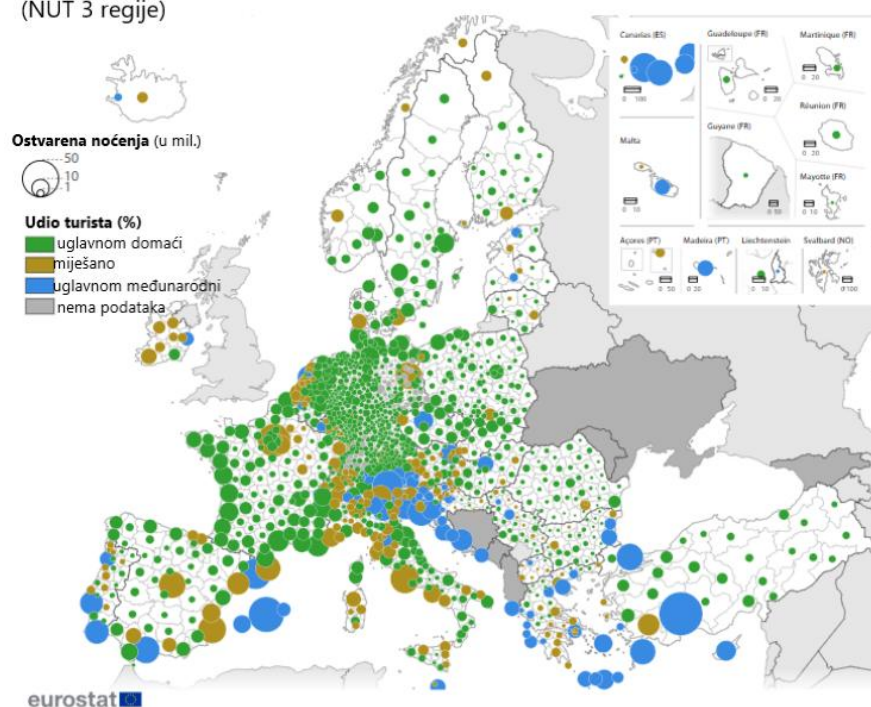 (NUT 3 regije)
Ostvarena noćenja (u mil.)
50
10
1
Udio turista (%)
uglavnom domaći
miješano
uglavnom međunarodni
nema podataka
Canarias (ES)
0 100
Guadeloupe (FR)
0 20
Martinique (FR)
0 20
Réunion (FR)
0 20
Guyane (FR)
0 50
Mayotte (FR)
0 10
Malta
0 10
Açores (PT)
0 50
Madeira (PT)
0 20
Liechtenstein
0 10
Svalbard (NO)
0 100
eurostat